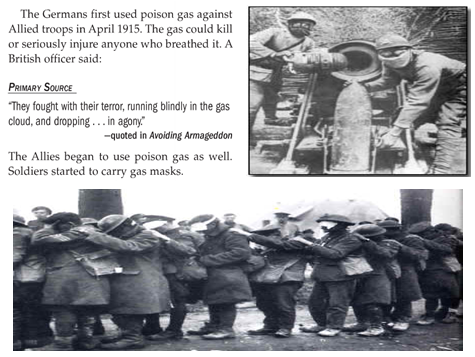 The Germans first used poison gas against
Allied troops in April 1915. The gas could kill
or seriously injure anyone who breathed it. A
British officer said:
PRIMARY SOURCE
“They fought with their terror, running blindly in the gas
cloud, and dropping . . . in agony.”
—quoted in Avoiding Armageddon
The Allies began to use poison gas as well.
Soldiers started to carry gas masks.